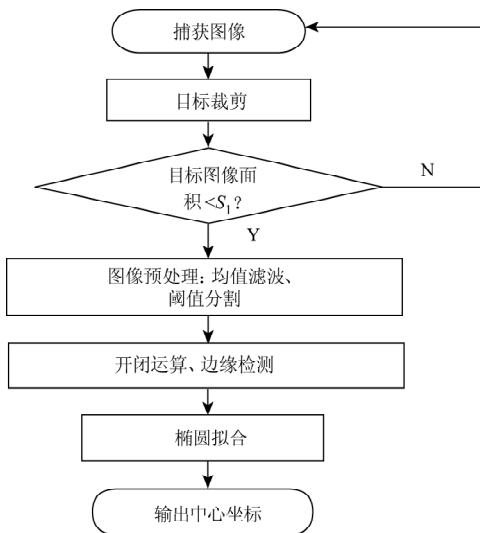 捕获图像
目标裁剪
目标图像面
积<S₁?
N
Y
图像预处理:均值滤波、
阈值分割
开闭运算、边缘检测
椭圆拟合
输出中心坐标